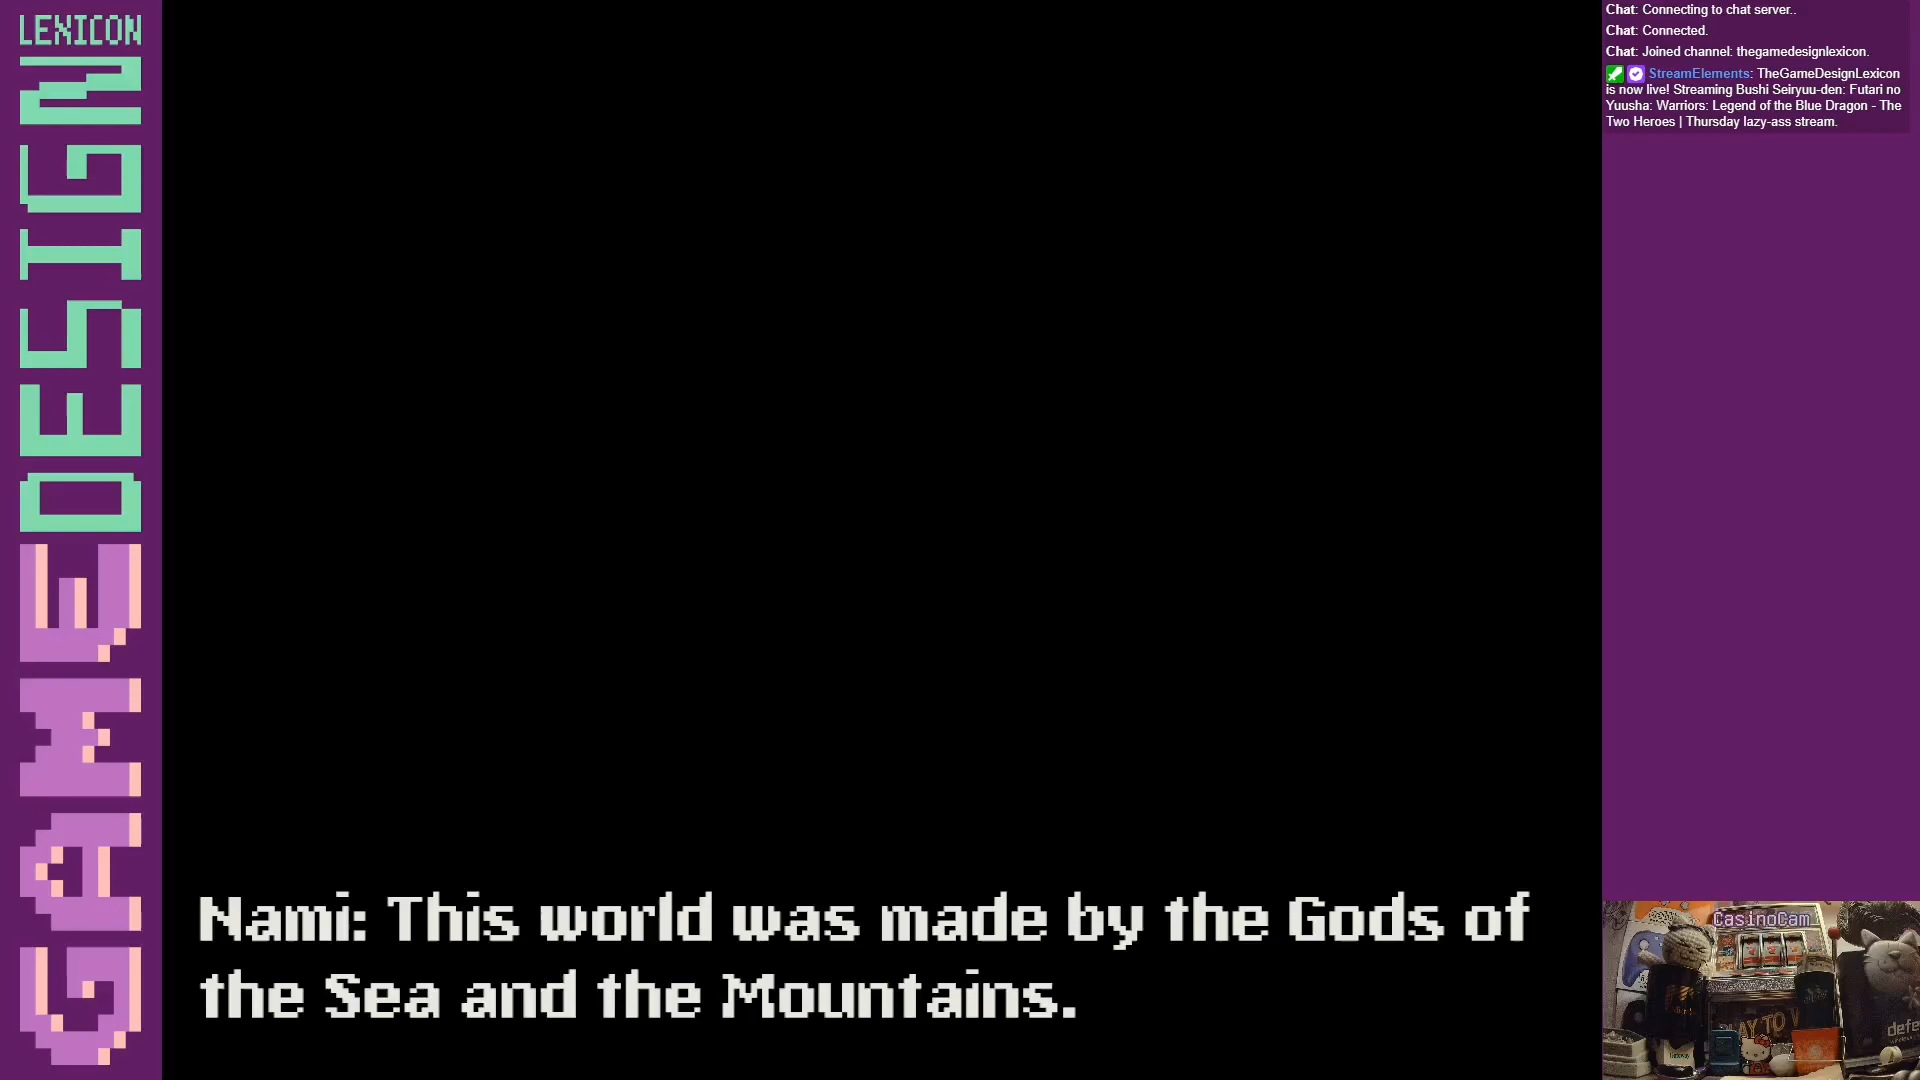 LEXICON
GAME DESIGN
Chat: Connecting to chat server..
Chat: Connected.
Chat: Joined channel: thegamedesignlexicon.
StreamElements: TheGameDesignLexicon
is now live! Streaming Bushi Seiryuu-den: Futari no
Yuusha: Warriors: Legend of the Blue Dragon - The
Two Heroes | Thursday lazy-ass stream.
Nami: This world was made by the Gods of
the Sea and the Mountains.
CasinoCam